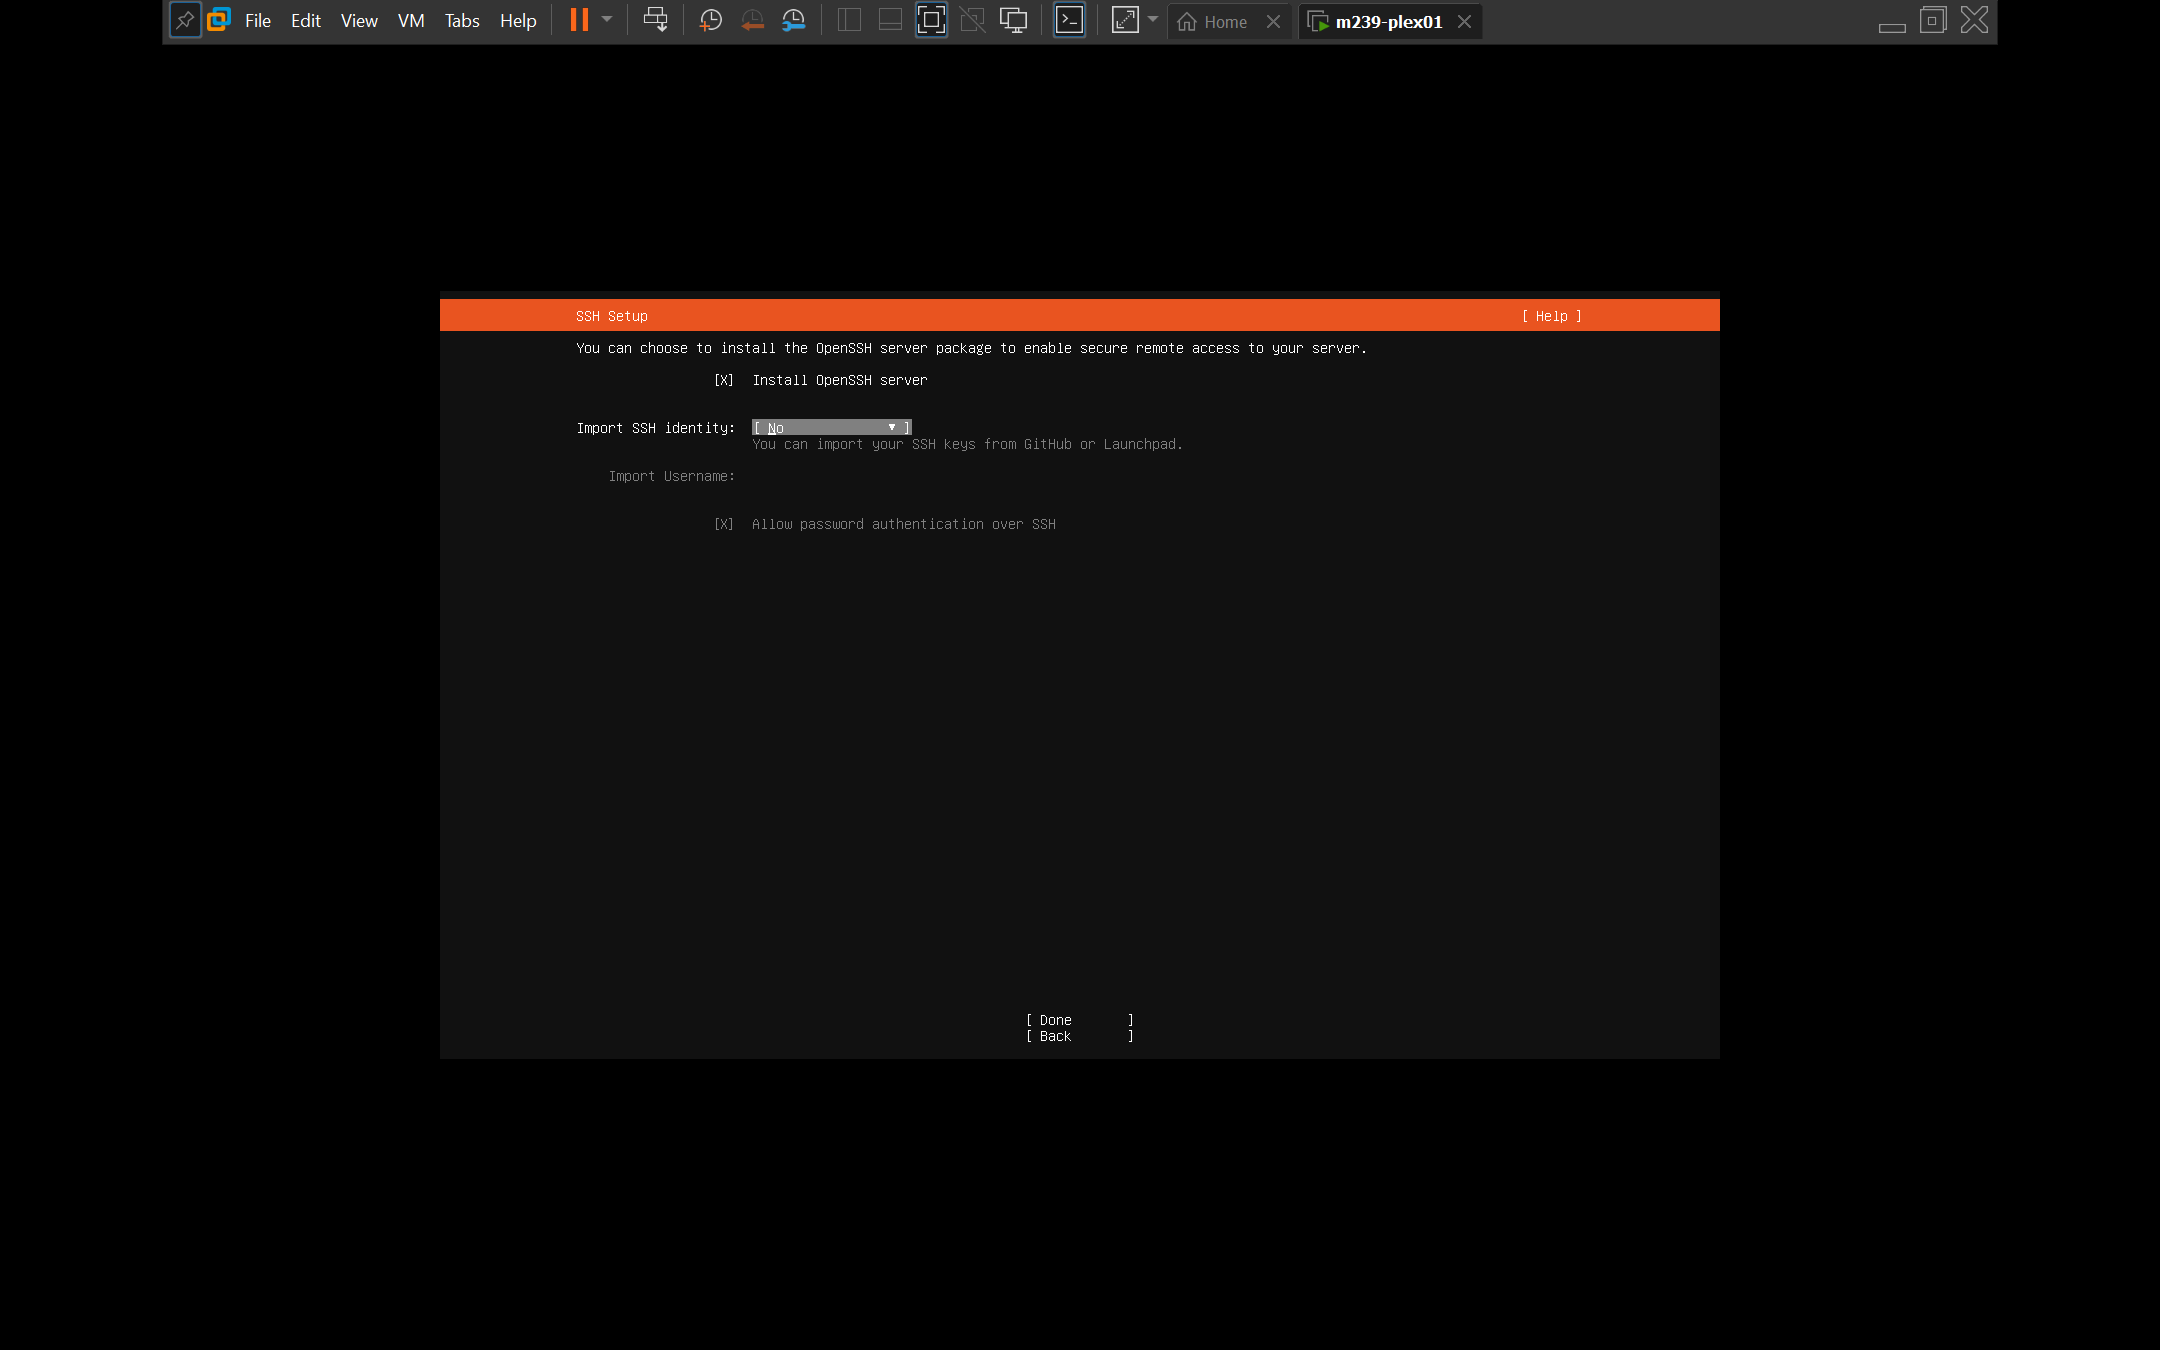 File Edit View VM Tabs Help Home m239-plex01
SSH Setup [ Help ]
You can choose to install the OpenSSH server package to enable secure remote access to your server.
[X] Install OpenSSH server
Import SSH identity: [ No ▼ ]
You can import your SSH keys from GitHub or Launchpad.
Import Username:
[X] Allow password authentication over SSH
[ Done ]
[ Back ]